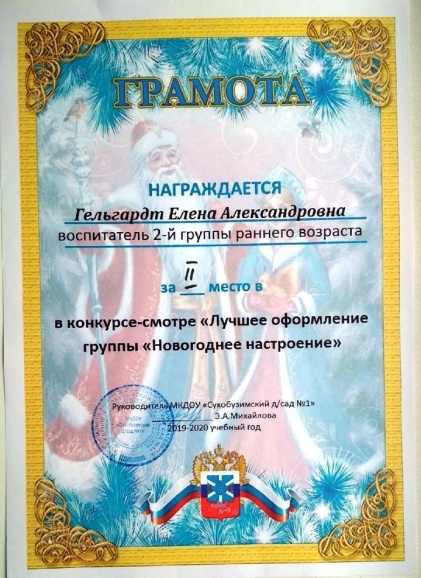 ГРАМОТА
НАГРАЖДАЕТСЯ
Гельгардт Елена Александровна
воспитатель 2-й группы раннего возраста
за II место в
в конкурсе-смотре «Лучшее оформление
группы «Новогоднее настроение»
Руководитель МКДОУ «Сухобузимский д/сад №1»
Э.А.Михайлова
2019-2020 учебный год